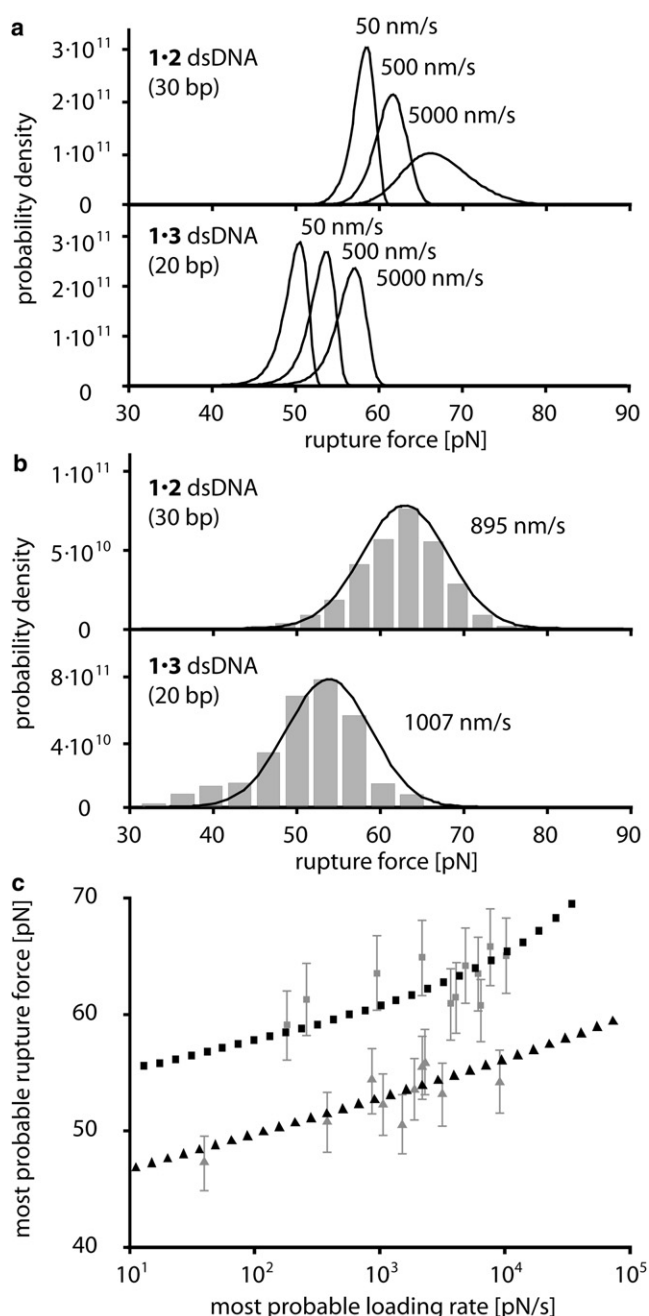 a
3·10¹¹
2·10¹¹
1·10¹¹
0
1•2 dsDNA
(30 bp)
50 nm/s
500 nm/s
5000 nm/s
3·10¹¹
2·10¹¹
1·10¹¹
0
1•3 dsDNA
(20 bp)
50 nm/s
500 nm/s
5000 nm/s
probability density
30 40 50 60 70 80 90
rupture force [pN]
b
1·10¹¹
5·10¹⁰
0
1•2 dsDNA
(30 bp)
895 nm/s
8·10¹¹
4·10¹⁰
0
1•3 dsDNA
(20 bp)
1007 nm/s
probability density
30 40 50 60 70 80 90
rupture force [pN]
c
70
60
50
40
most probable rupture force [pN]
10¹ 10² 10³ 10⁴ 10⁵
most probable loading rate [pN/s]